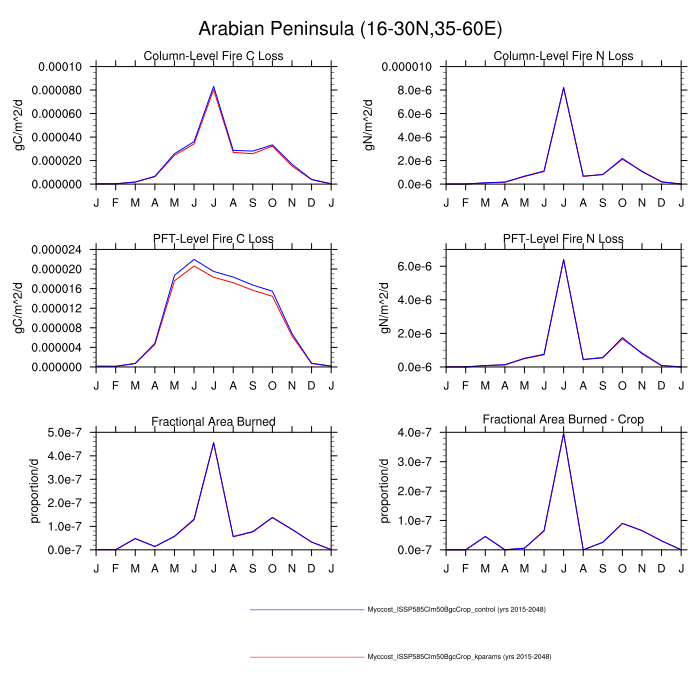 Arabian Peninsula (16-30N,35-60E)
Column-Level Fire C Loss
gC/m^2/d
0.00010
0.000080
0.000060
0.000040
0.000020
0.000000
J F M A M J J A S O N D J
Column-Level Fire N Loss
gN/m^2/d
0.00010
8.0e-6
6.0e-6
4.0e-6
2.0e-6
0.0e-6
J F M A M J J A S O N D J
PFT-Level Fire C Loss
gC/m^2/d
0.000024
0.000020
0.000016
0.000012
0.000008
0.000004
0.000000
J F M A M J J A S O N D J
PFT-Level Fire N Loss
gN/m^2/d
6.0e-6
4.0e-6
2.0e-6
0.0e-6
J F M A M J J A S O N D J
Fractional Area Burned
proportion/d
5.0e-7
4.0e-7
3.0e-7
2.0e-7
1.0e-7
0.0e-7
J F M A M J J A S O N D J
Fractional Area Burned - Crop
proportion/d
4.0e-7
3.0e-7
2.0e-7
1.0e-7
0.0e-7
J F M A M J J A S O N D J
Myccost_ISSP585Clm50BgcCrop_control (yrs 2015-2048)
Myccost_ISSP585Clm50BgcCrop_kparams (yrs 2015-2048)